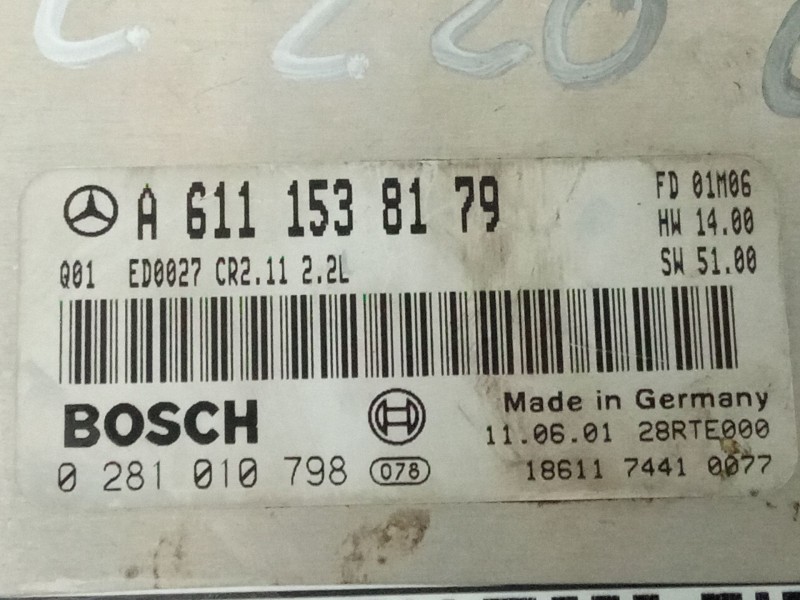 C 220
A 611 153 81 79
FD 01M06
HW 14.00
SW 51.00
Q01 ED0027 CR2.11 2.2L
BOSCH
Made in Germany
11.06.01 28RTE000
0 281 010 798 078
18611 7441 0077